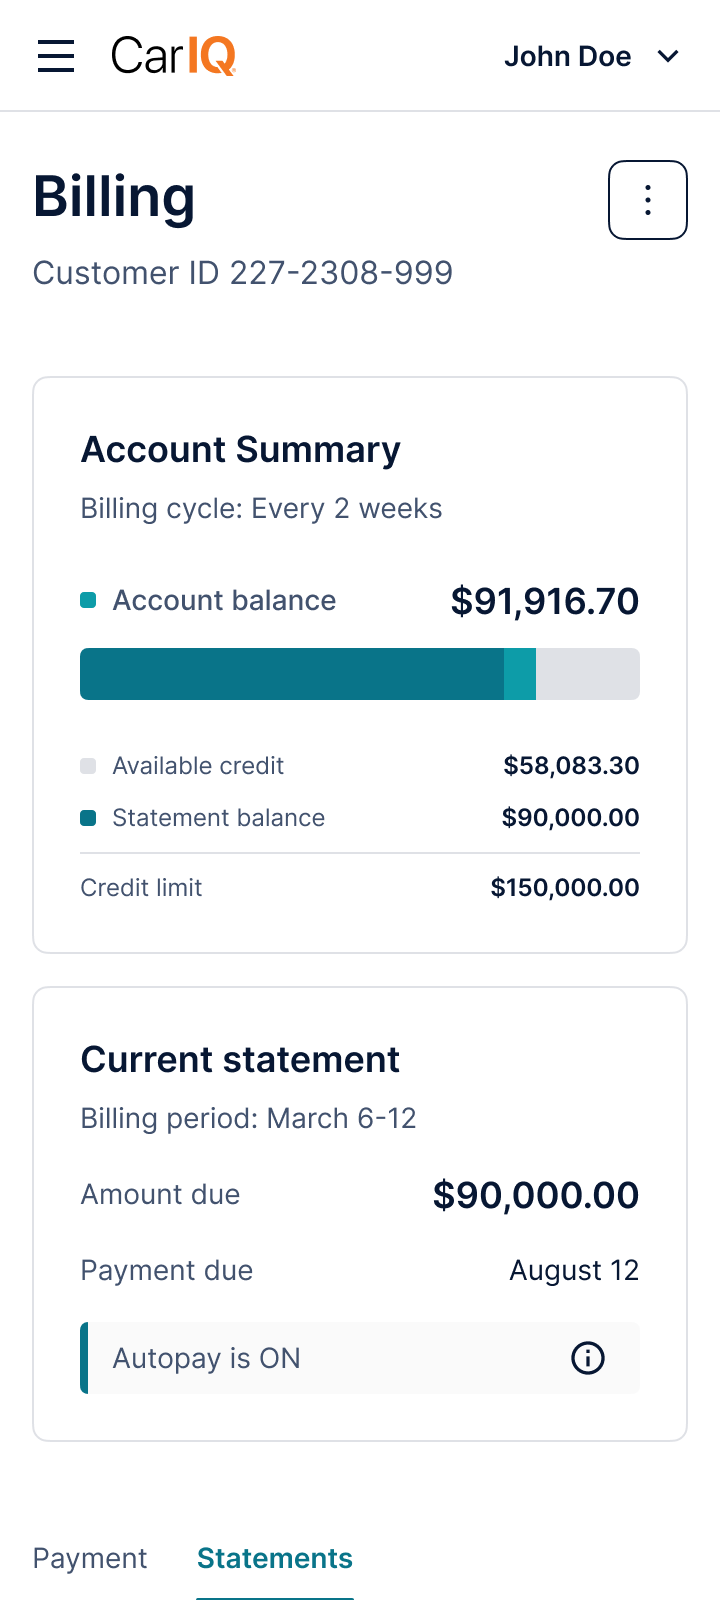 CarIQ
John Doe
Billing
Customer ID 227-2308-999
Account Summary
Billing cycle: Every 2 weeks
Account balance $91,916.70
Available credit $58,083.30
Statement balance $90,000.00
Credit limit $150,000.00
Current statement
Billing period: March 6-12
Amount due $90,000.00
Payment due August 12
Autopay is ON
Payment Statements